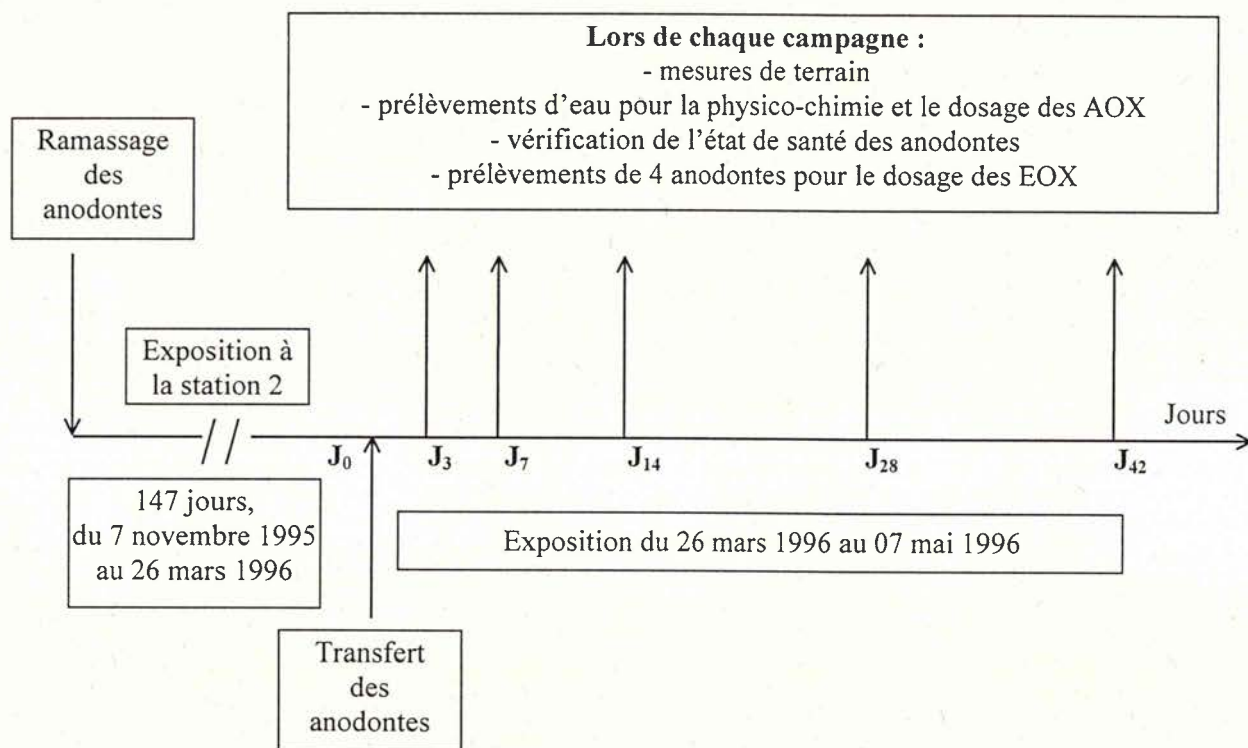 Lors de chaque campagne :
- mesures de terrain
- prélèvements d'eau pour la physico-chimie et le dosage des AOX
- vérification de l'état de santé des anodontes
- prélèvements de 4 anodontes pour le dosage des EOX
Ramassage
des
anodontes
Exposition à
la station 2
Jours
J0 J3 J7 J14 J28 J42
147 jours,
du 7 novembre 1995
au 26 mars 1996
Exposition du 26 mars 1996 au 07 mai 1996
Transfert
des
anodontes